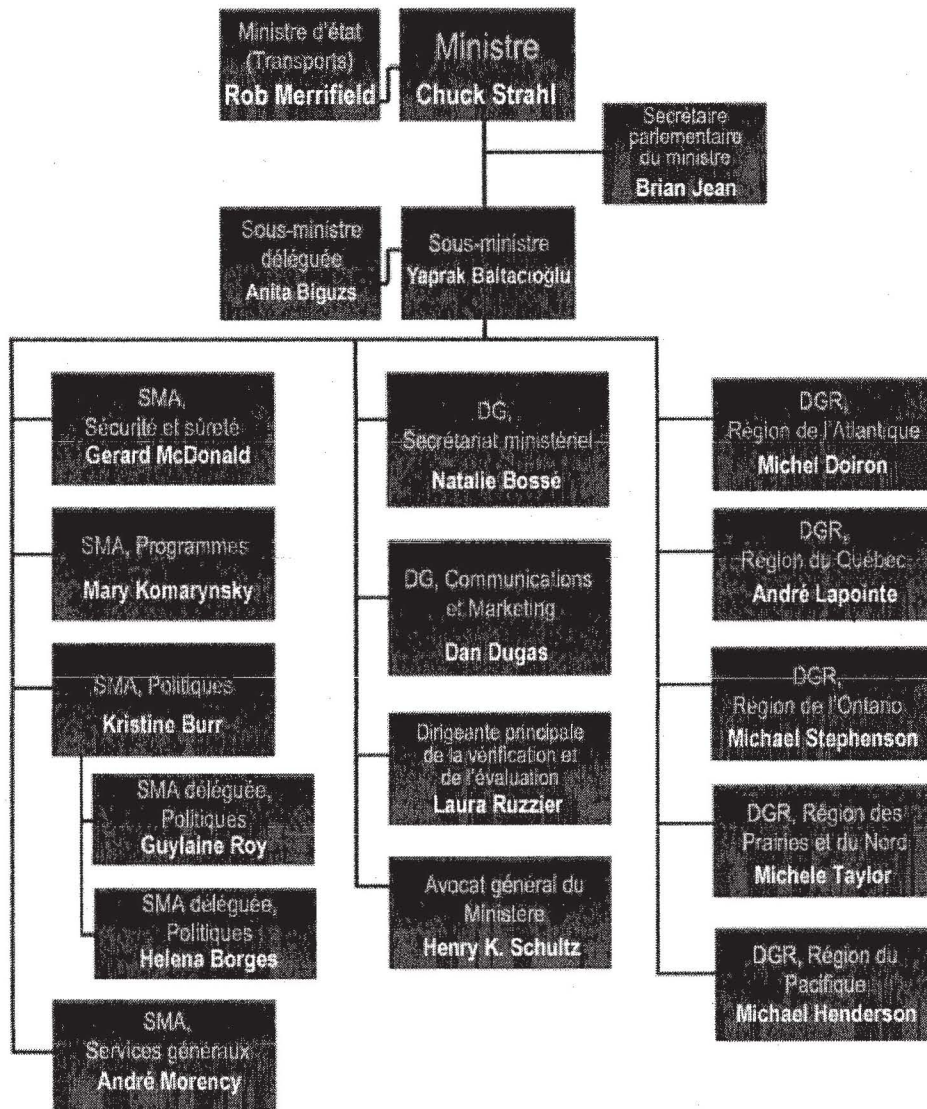 Ministre d'état
(Transports)
Rob Merrifield
Ministre
Chuck Strahl
Secrétaire
parlementaire
du ministre
Brian Jean
Sous-ministre
déléguée
Anita Biguzs
Sous-ministre
Yaprak Baltacıoğlu
SMA,
Sécurité et sûreté
Gerard McDonald
SMA, Programmes
Mary Komarynsky
SMA, Politiques
Kristine Burr
SMA déléguée,
Politiques
Guylaine Roy
SMA déléguée,
Politiques
Helena Borges
SMA,
Services généraux
André Morency
DG,
Secrétariat ministériel
Natalie Bossé
DG, Communications
et Marketing
Dan Dugas
Dirigeante principale
de la vérification et
de l'évaluation
Laura Ruzzier
Avocat général du
Ministère
Henry K. Schultz
DGR,
Région de l'Atlantique
Michel Doiron
DGR,
Région du Québec
André Lapointe
DGR,
Région de l'Ontario
Michael Stephenson
DGR, Région des
Prairies et du Nord
Michele Taylor
DGR, Région du
Pacifique
Michael Henderson